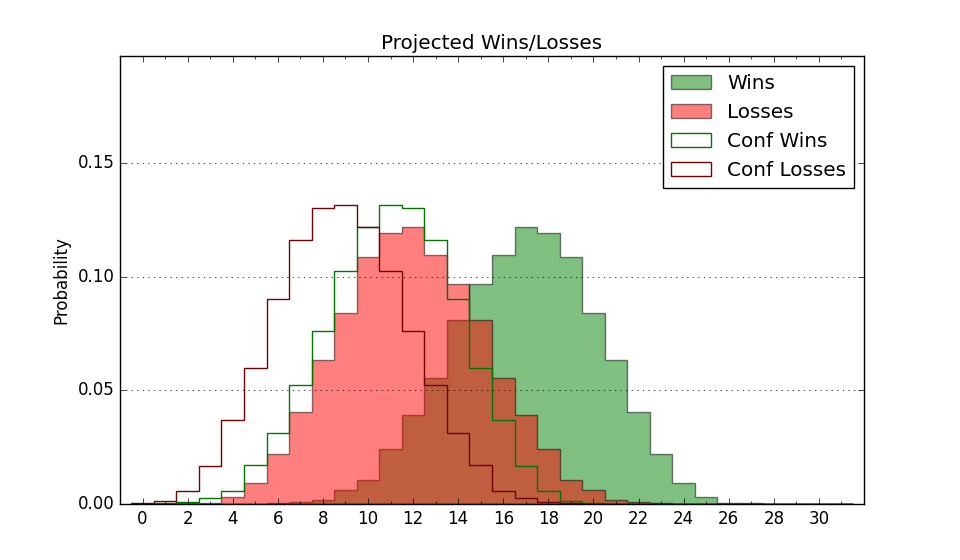 Projected Wins/Losses
Wins
Losses
Conf Wins
Conf Losses
Probability
0.15
0.10
0.05
0.00
0 2 4 6 8 10 12 14 16 18 20 22 24 26 28 30